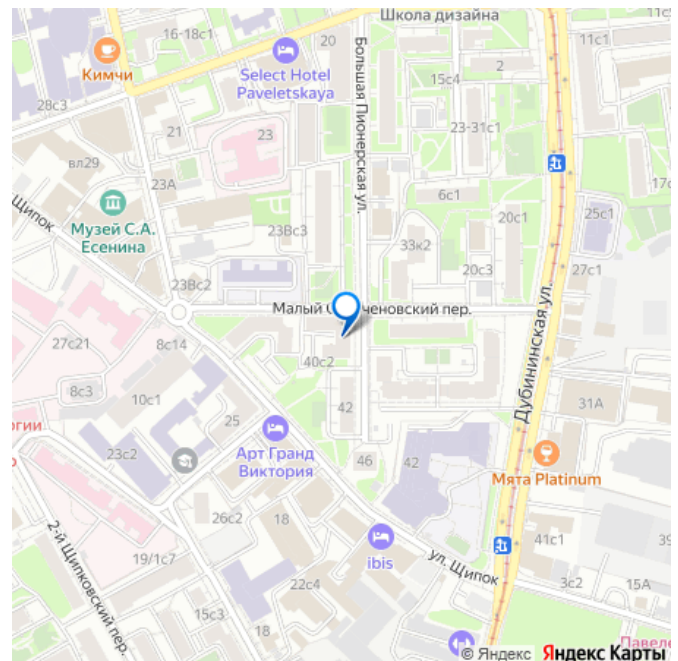 Школа дизайна
16-18с1
20
11с1
11с
Кимчи
Select Hotel
Paveletskaya
Большая Пионерская ул.
15с4
2
28с3
21
23
23-31с1
вл29
23А
6с1
17с
Щипок
Музей С.А.
Есенина
23Вс3
33к2
20с1
25с1
23Вс2
20с3
27с1
Малый С
ченовский пер.
Дубининская ул.
27с21
8с14
40с2
8с3
10с1
42
31А
25
гии
Арт Гранд
Виктория
23с2
46
42
Мята Platinum
2-й Щипковский пер.
26с2
18
ibis
ул. Щипок
41с1
39
19/1с7
22с4
3с2
15А
15с3
18
Павеле
© Яндекс Яндекс Карты